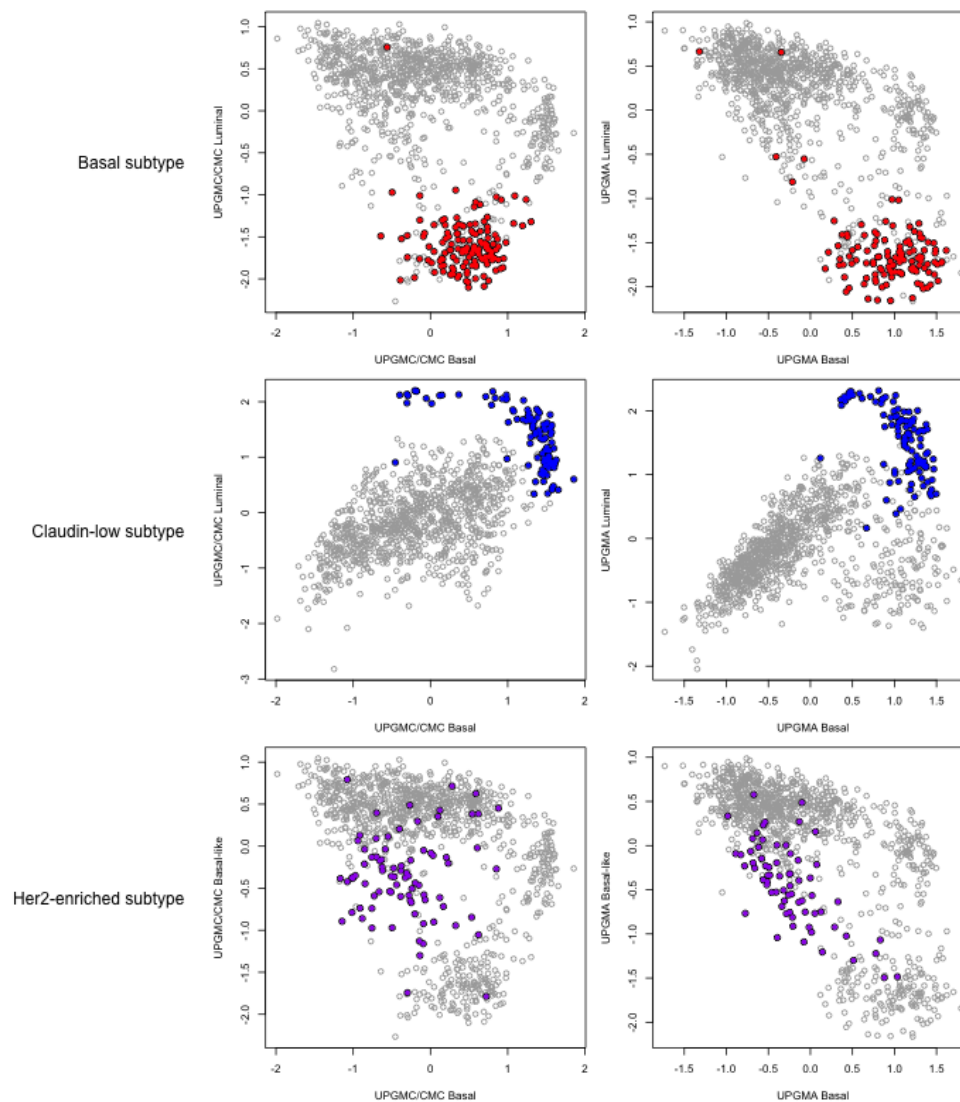 1.0
0.5
0.0
-0.5
-1.0
-1.5
-2.0
UPGMC/CMC Luminal
Basal subtype
-2 -1 0 1 2
UPGMC/CMC Basal
1.0
0.5
0.0
-0.5
-1.0
-1.5
-2.0
UPGMA Luminal
-1.5 -1.0 -0.5 0.0 0.5 1.0 1.5
UPGMA Basal
2
1
0
-1
-2
-3
UPGMC/CMC Luminal
Claudin-low subtype
-2 -1 0 1 2
UPGMC/CMC Basal
2
1
0
-1
-2
UPGMA Luminal
-1.5 -1.0 -0.5 0.0 0.5 1.0 1.5
UPGMA Basal
1.0
0.5
0.0
-0.5
-1.0
-1.5
-2.0
UPGMC/CMC Basal-like
Her2-enriched subtype
-2 -1 0 1 2
UPGMC/CMC Basal
1.0
0.5
0.0
-0.5
-1.0
-1.5
-2.0
UPGMA Basal-like
-1.5 -1.0 -0.5 0.0 0.5 1.0 1.5
UPGMA Basal